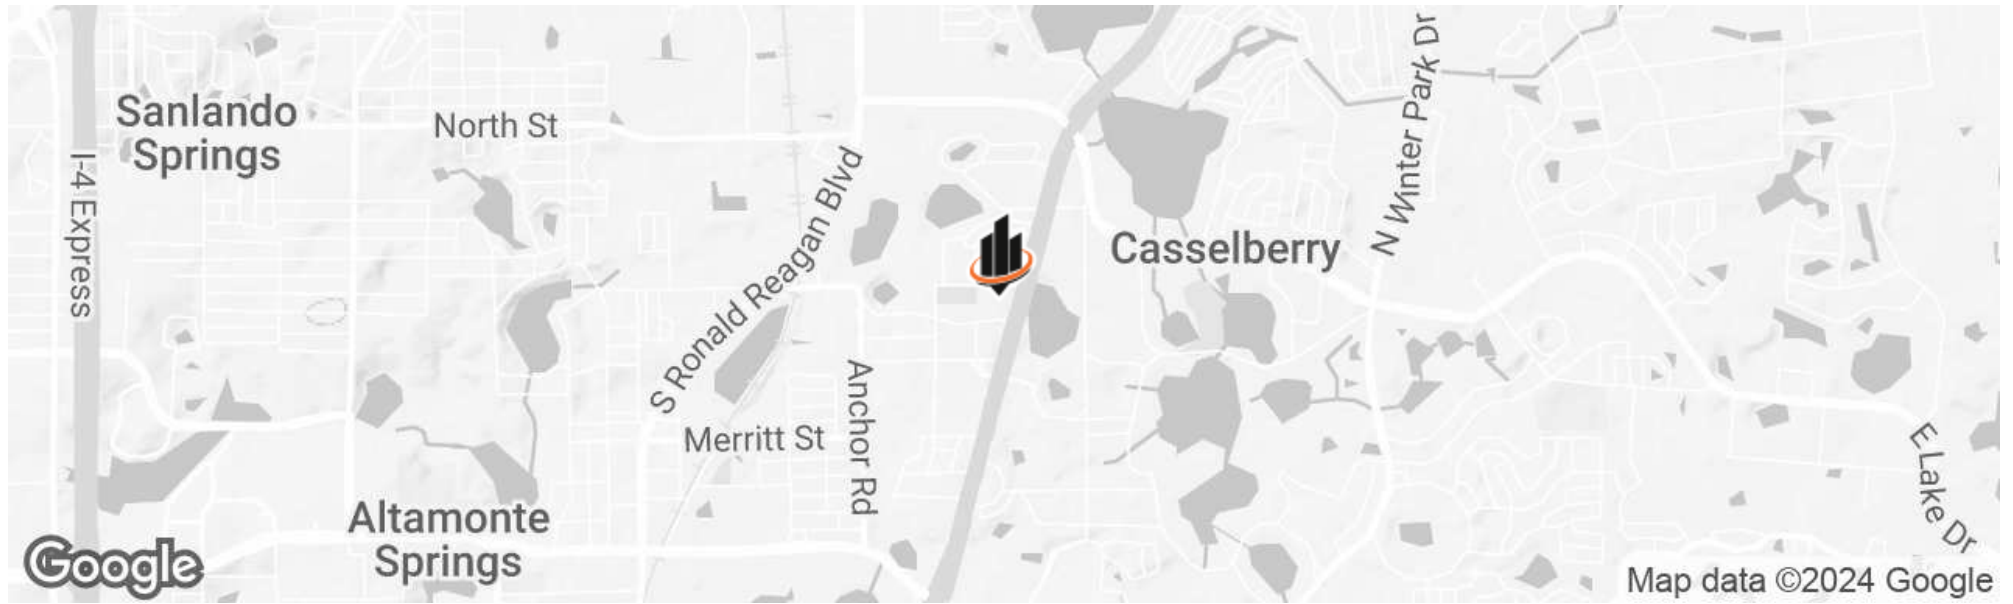 Sanlando
Springs
North St
I-4 Express
S Ronald Reagan Blvd
N Winter Park Dr
Casselberry
Anchor Rd
Merritt St
Altamonte
Springs
E Lake Dr
Google
Map data ©2024 Google